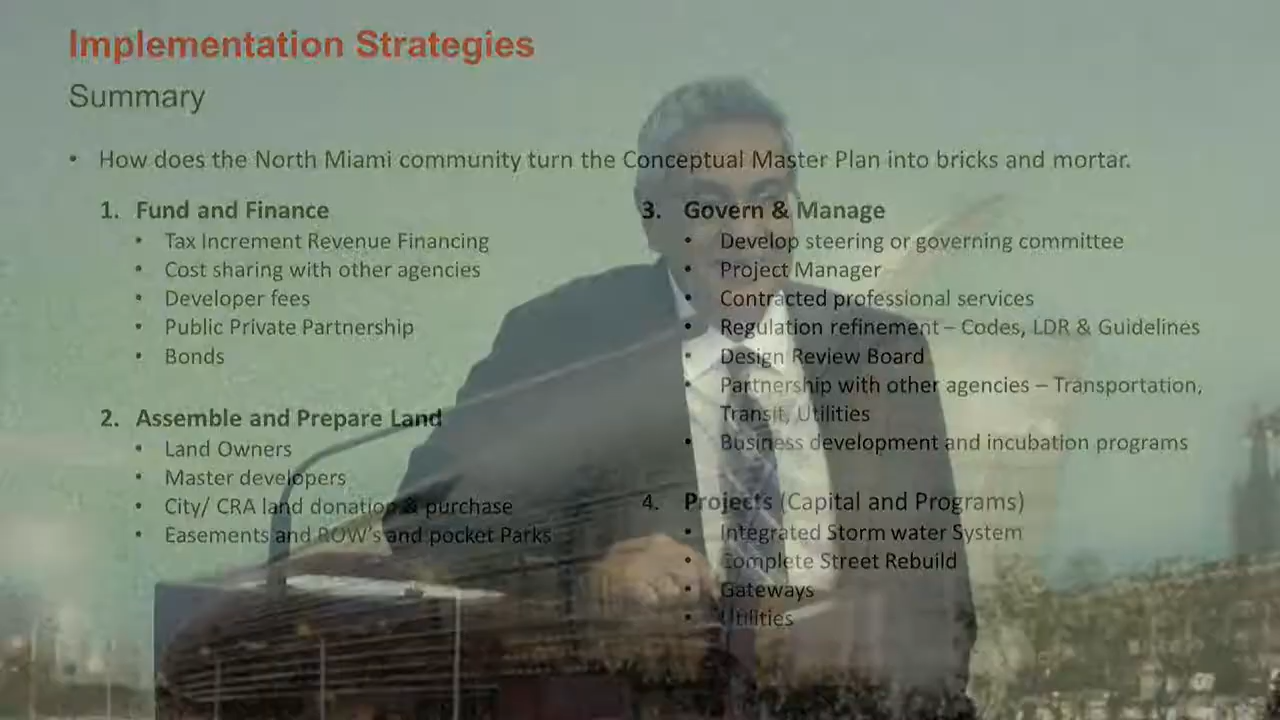 Implementation Strategies
Summary
• How does the North Miami community turn the Conceptual Master Plan into bricks and mortar.
1. Fund and Finance
• Tax Increment Revenue Financing
• Cost sharing with other agencies
• Developer fees
• Public Private Partnership
• Bonds
2. Assemble and Prepare Land
• Land Owners
• Master developers
• City/ CRA land donation & purchase
• Easements and ROW's and pocket Parks
3. Govern & Manage
• Develop steering or governing committee
• Project Manager
• Contracted professional services
• Regulation refinement – Codes, LDR & Guidelines
• Design Review Board
• Partnership with other agencies – Transportation,
Transit, Utilities
• Business development and incubation programs
4. Projects (Capital and Programs)
• Integrated Storm water System
• Complete Street Rebuild
• Gateways
• Utilities